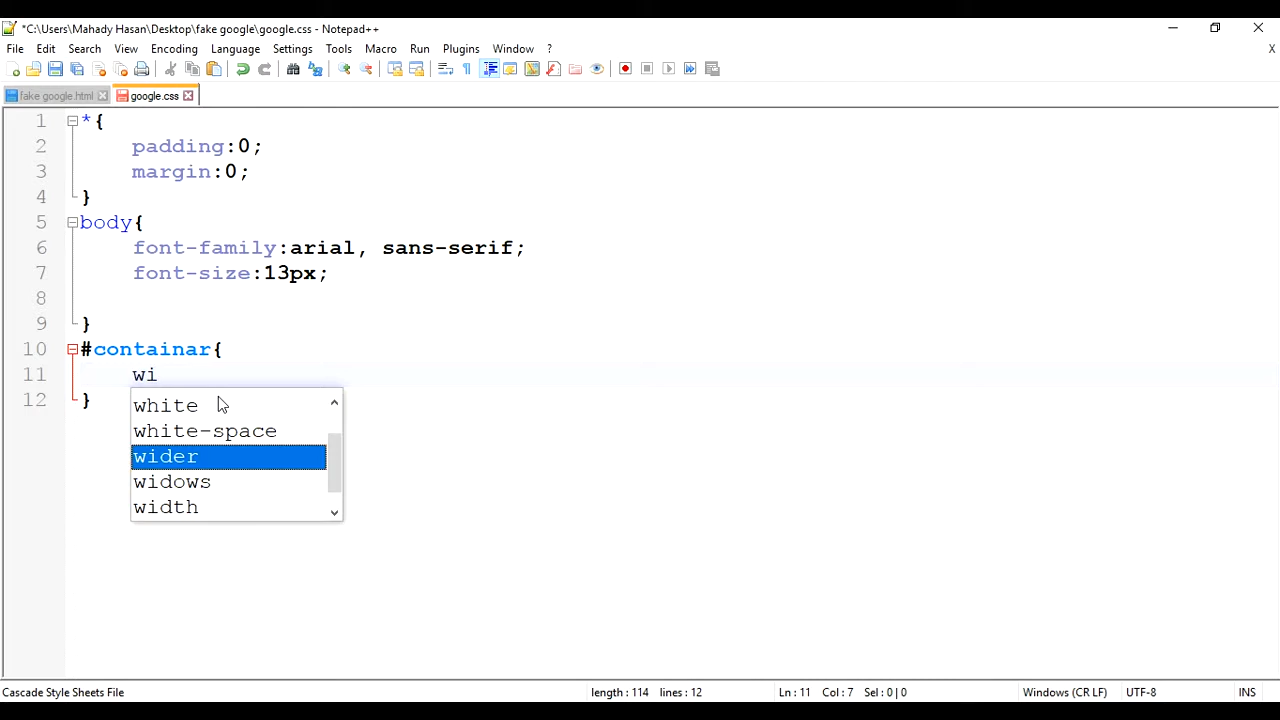 *C:\Users\Mahady Hasan\Desktop\fake google\google.css - Notepad++
File Edit Search View Encoding Language Settings Tools Macro Run Plugins Window ? X
fake google.html google.css
1 *{
2 padding:0;
3 margin:0;
4 }
5 body{
6 font-family:arial, sans-serif;
7 font-size:13px;
8
9 }
10 #containar{
11 wi
12 }
white
white-space
wider
widows
width
Cascade Style Sheets File length : 114 lines : 12 Ln : 11 Col : 7 Sel : 0 | 0 Windows (CR LF) UTF-8 INS